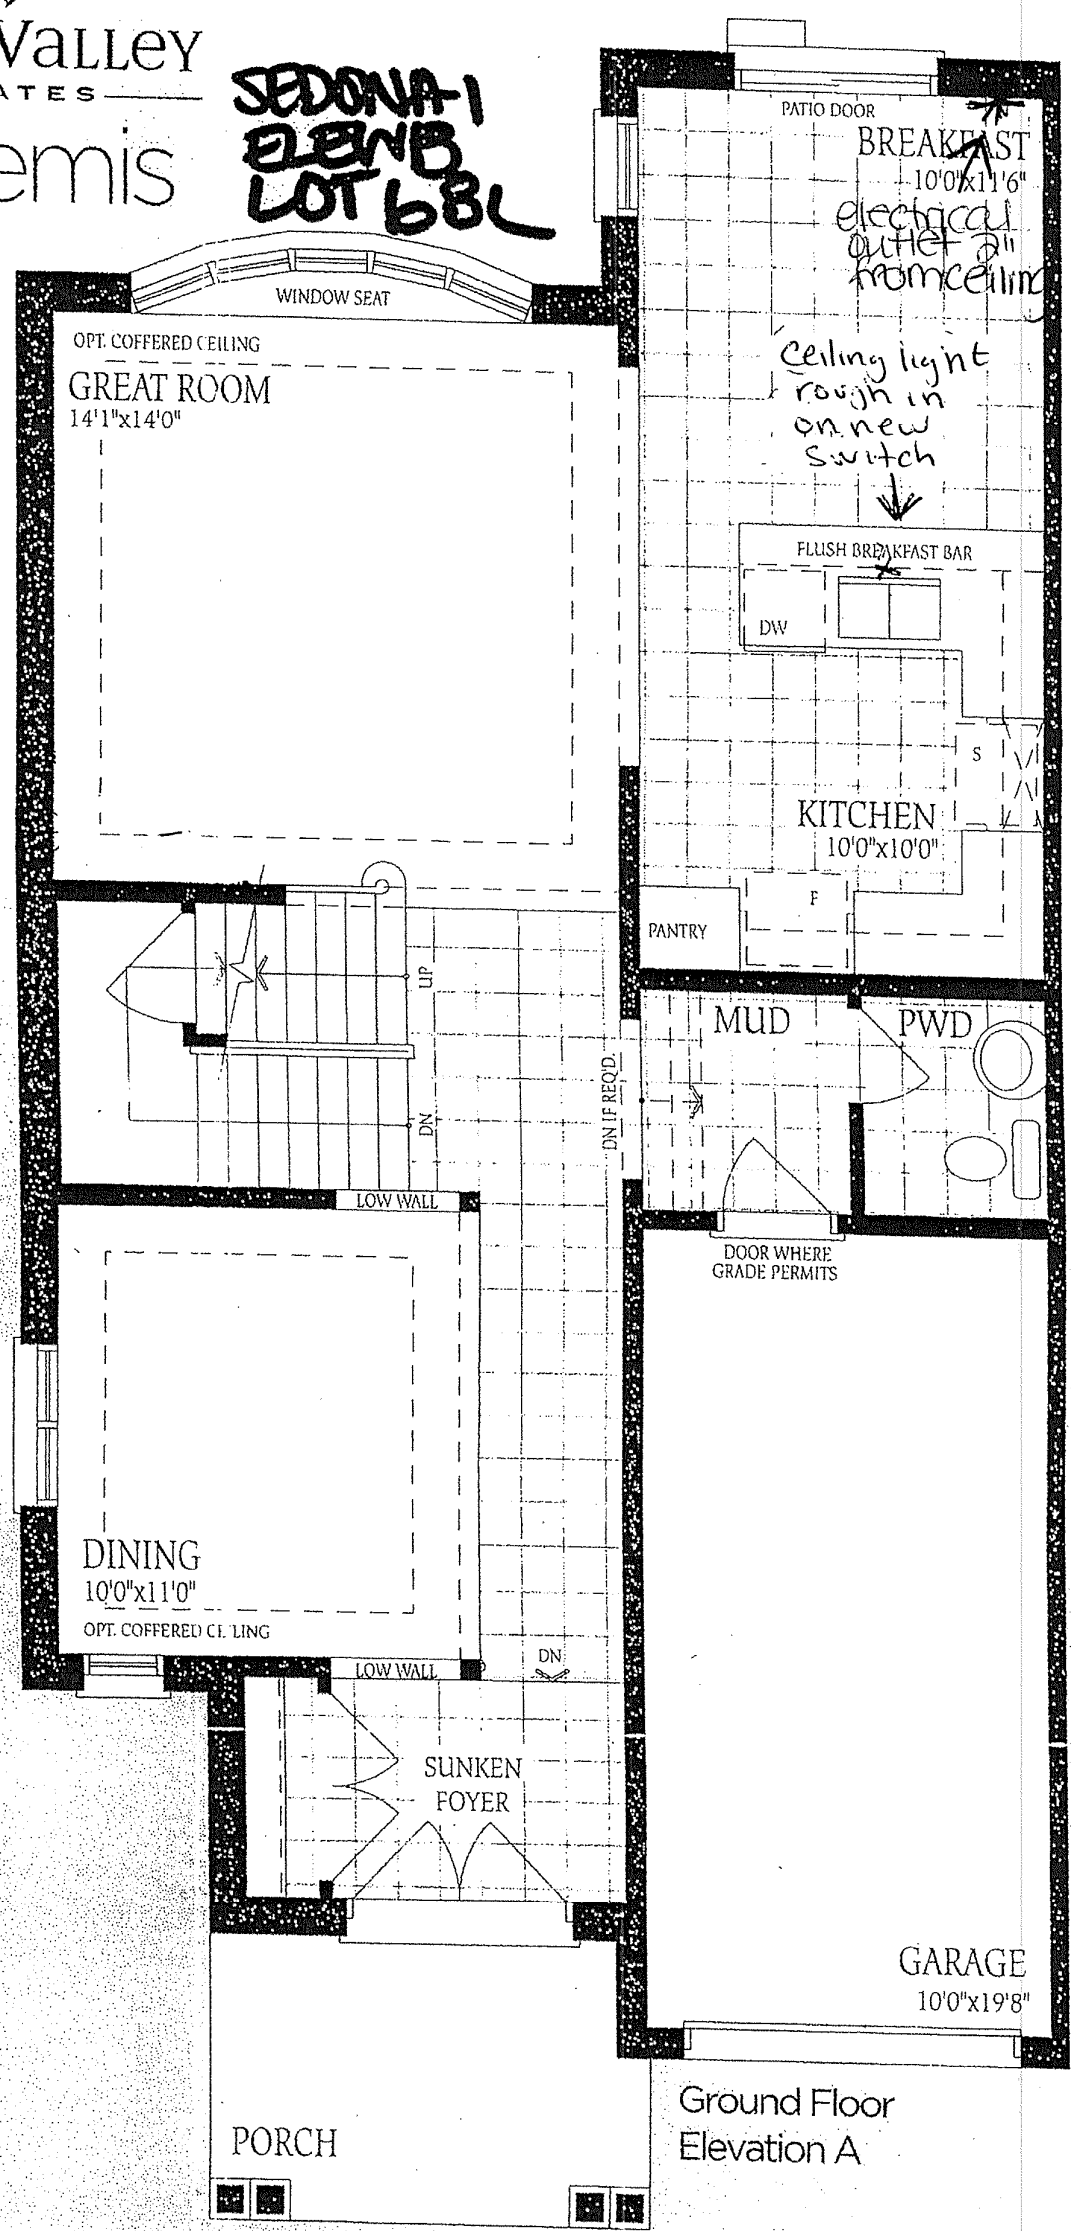 VALLEY
ATES
emis
SEDONA-1
ELEV B
LOT 68L
PATIO DOOR
BREAKFAST
10'0"x11'6"
electrical
outlet 2"
from ceiling
WINDOW SEAT
OPT. COFFERED CEILING
GREAT ROOM
14'1"x14'0"
Ceiling light
rough in
on new
switch
FLUSH BREAKFAST BAR
DW
S
KITCHEN
10'0"x10'0"
F
PANTRY
UP
MUD
PWD
DN IF REQ'D.
DN
LOW WALL
DOOR WHERE
GRADE PERMITS
DINING
10'0"x11'0"
OPT. COFFERED CEILING
LOW WALL
DN
SUNKEN
FOYER
GARAGE
10'0"x19'8"
PORCH
Ground Floor
Elevation A